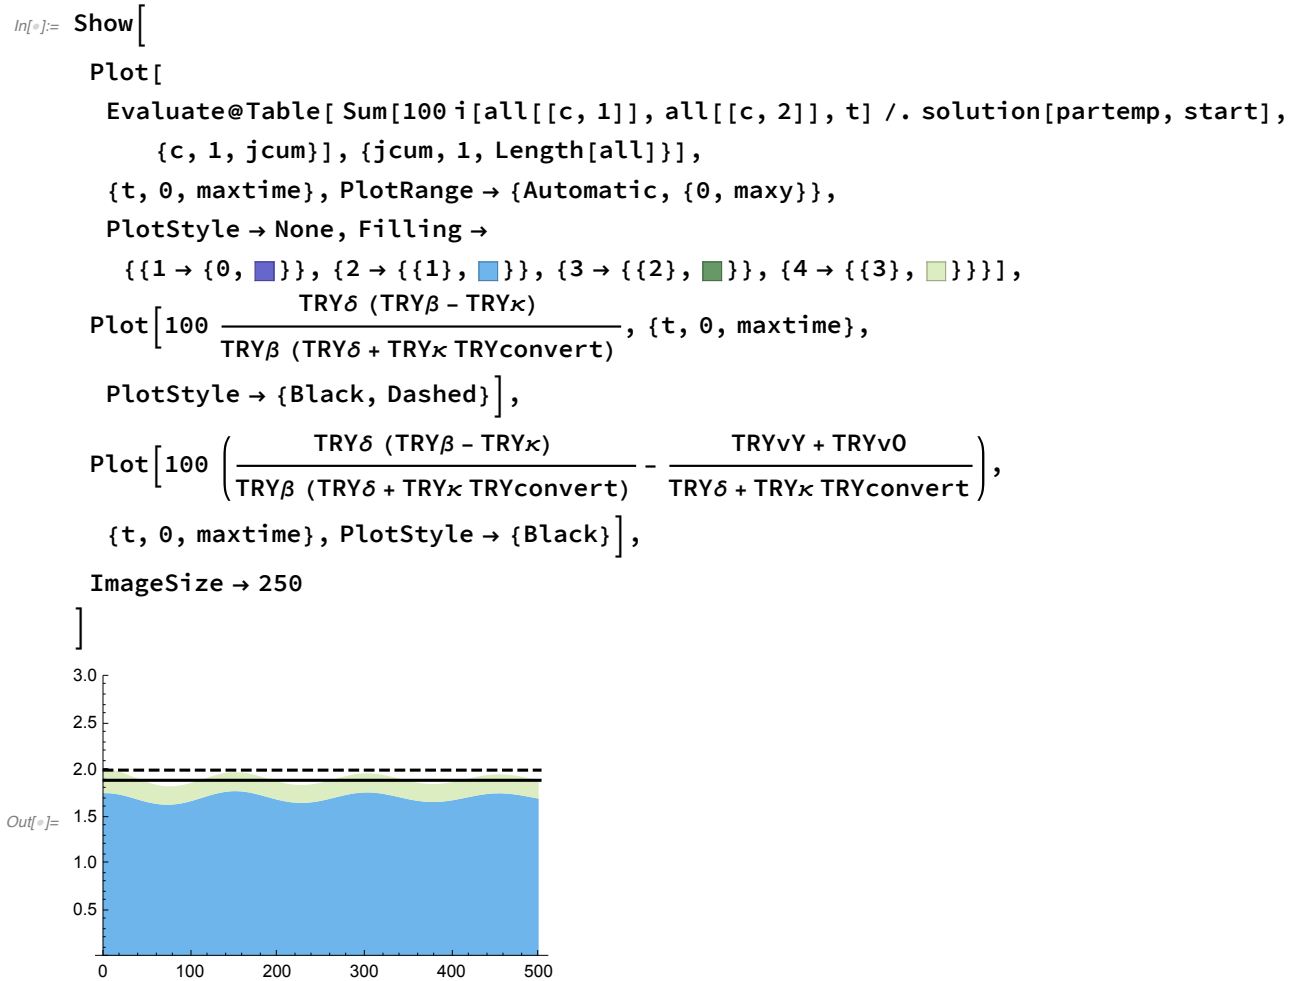 In[◦]:= Show[
Plot[
Evaluate@Table[ Sum[100 i[all[[c, 1]], all[[c, 2]], t] /. solution[partemp, start],
{c, 1, jcum}], {jcum, 1, Length[all]}],
{t, 0, maxtime}, PlotRange → {Automatic, {0, maxy}},
PlotStyle → None, Filling →
{{1 → {0, ■}}, {2 → {{1}, ■}}, {3 → {{2}, ■}}, {4 → {{3}, ■}}}],
TRYδ (TRYβ – TRYκ)
Plot[100 , {t, 0, maxtime},
TRYβ (TRYδ + TRYκ TRYconvert)
PlotStyle → {Black, Dashed}],
TRYδ (TRYβ – TRYκ) TRYvY + TRYvO
Plot[100 ( – ),
TRYβ (TRYδ + TRYκ TRYconvert) TRYδ + TRYκ TRYconvert
{t, 0, maxtime}, PlotStyle → {Black}],
ImageSize → 250
]
3.0
2.5
2.0
1.5
Out[◦]=
1.0
0.5
0 100 200 300 400 500